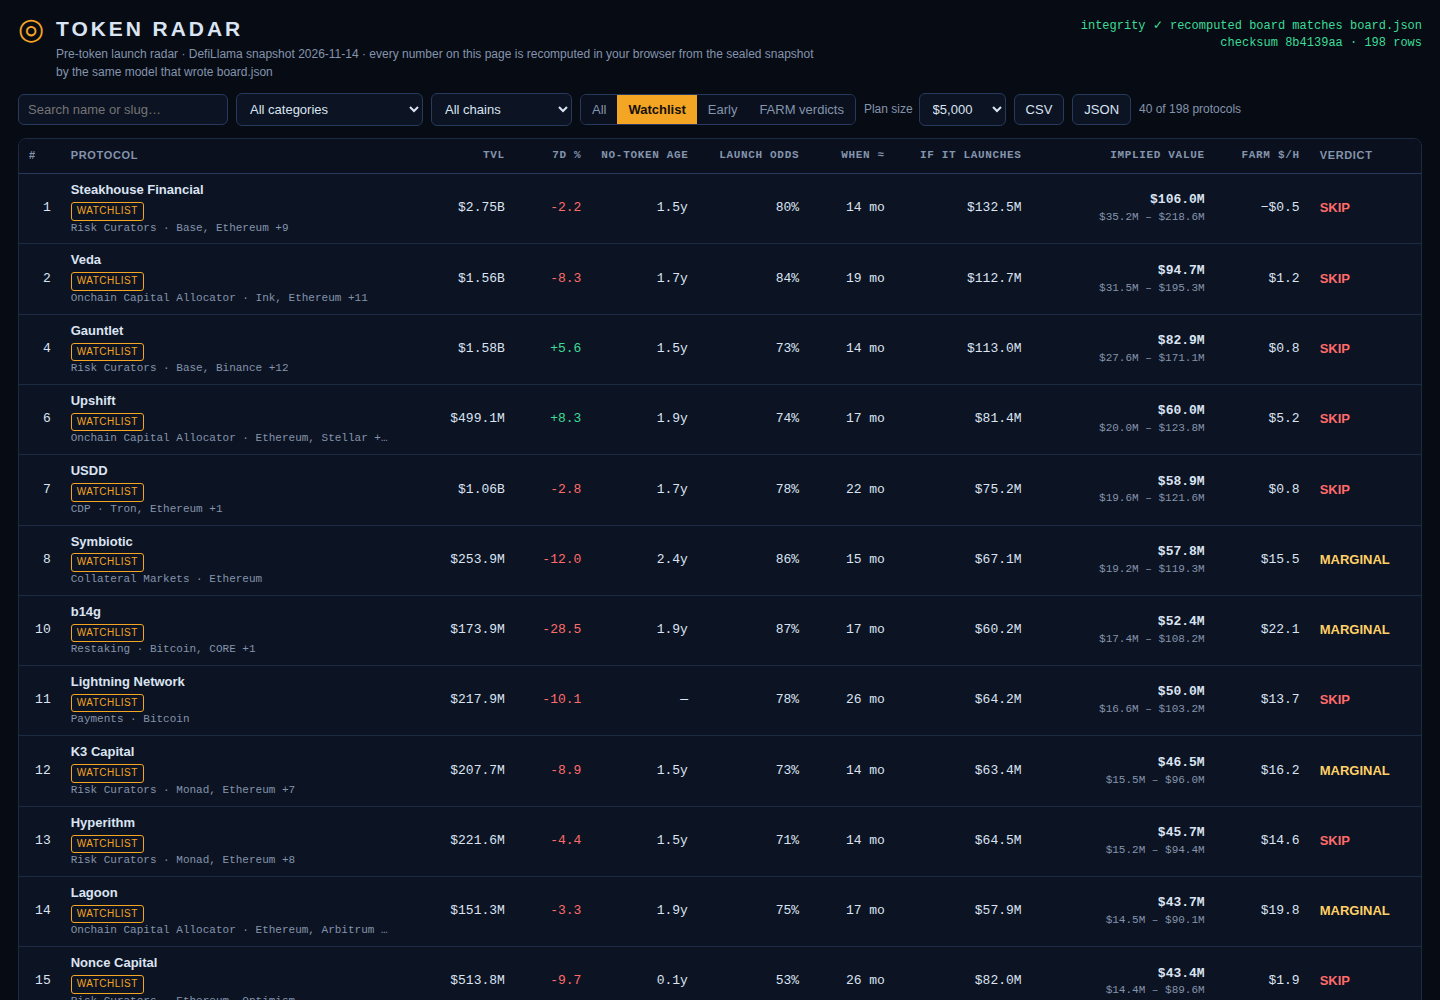 TOKEN RADAR
Pre-token launch radar · DefiLlama snapshot 2026-11-14 · every number on this page is recomputed in your browser from the sealed snapshot
by the same model that wrote board.json
integrity ✓ recomputed board matches board.json
checksum 8b4139aa · 198 rows
Search name or slug… All categories All chains All Watchlist Early FARM verdicts Plan size $5,000 CSV JSON 40 of 198 protocols
# PROTOCOL TVL 7D % NO-TOKEN AGE LAUNCH ODDS WHEN ≈ IF IT LAUNCHES IMPLIED VALUE FARM $/H VERDICT
Steakhouse Financial
1 WATCHLIST $2.75B -2.2 1.5y 80% 14 mo $132.5M $106.0M −$0.5 SKIP
Risk Curators · Base, Ethereum +9 $35.2M – $218.6M
Veda
2 WATCHLIST $1.56B -8.3 1.7y 84% 19 mo $112.7M $94.7M $1.2 SKIP
Onchain Capital Allocator · Ink, Ethereum +11 $31.5M – $195.3M
Gauntlet
4 WATCHLIST $1.58B +5.6 1.5y 73% 14 mo $113.0M $82.9M $0.8 SKIP
Risk Curators · Base, Binance +12 $27.6M – $171.1M
Upshift
6 WATCHLIST $499.1M +8.3 1.9y 74% 17 mo $81.4M $60.0M $5.2 SKIP
Onchain Capital Allocator · Ethereum, Stellar +… $20.0M – $123.8M
USDD
7 WATCHLIST $1.06B -2.8 1.7y 78% 22 mo $75.2M $58.9M $0.8 SKIP
CDP · Tron, Ethereum +1 $19.6M – $121.6M
Symbiotic
8 WATCHLIST $253.9M -12.0 2.4y 86% 15 mo $67.1M $57.8M $15.5 MARGINAL
Collateral Markets · Ethereum $19.2M – $119.3M
b14g
10 WATCHLIST $173.9M -28.5 1.9y 87% 17 mo $60.2M $52.4M $22.1 MARGINAL
Restaking · Bitcoin, CORE +1 $17.4M – $108.2M
Lightning Network
11 WATCHLIST $217.9M -10.1 — 78% 26 mo $64.2M $50.0M $13.7 SKIP
Payments · Bitcoin $16.6M – $103.2M
K3 Capital
12 WATCHLIST $207.7M -8.9 1.5y 73% 14 mo $63.4M $46.5M $16.2 MARGINAL
Risk Curators · Monad, Ethereum +7 $15.5M – $96.0M
Hyperithm
13 WATCHLIST $221.6M -4.4 1.5y 71% 14 mo $64.5M $45.7M $14.6 SKIP
Risk Curators · Monad, Ethereum +8 $15.2M – $94.4M
Lagoon
14 WATCHLIST $151.3M -3.3 1.9y 75% 17 mo $57.9M $43.7M $19.8 MARGINAL
Onchain Capital Allocator · Ethereum, Arbitrum … $14.5M – $90.1M
Nonce Capital
15 WATCHLIST $513.8M -9.7 0.1y 53% 26 mo $82.0M $43.4M $1.9 SKIP
Risk Curators · Ethereum, Optimism $14.4M – $89.6M